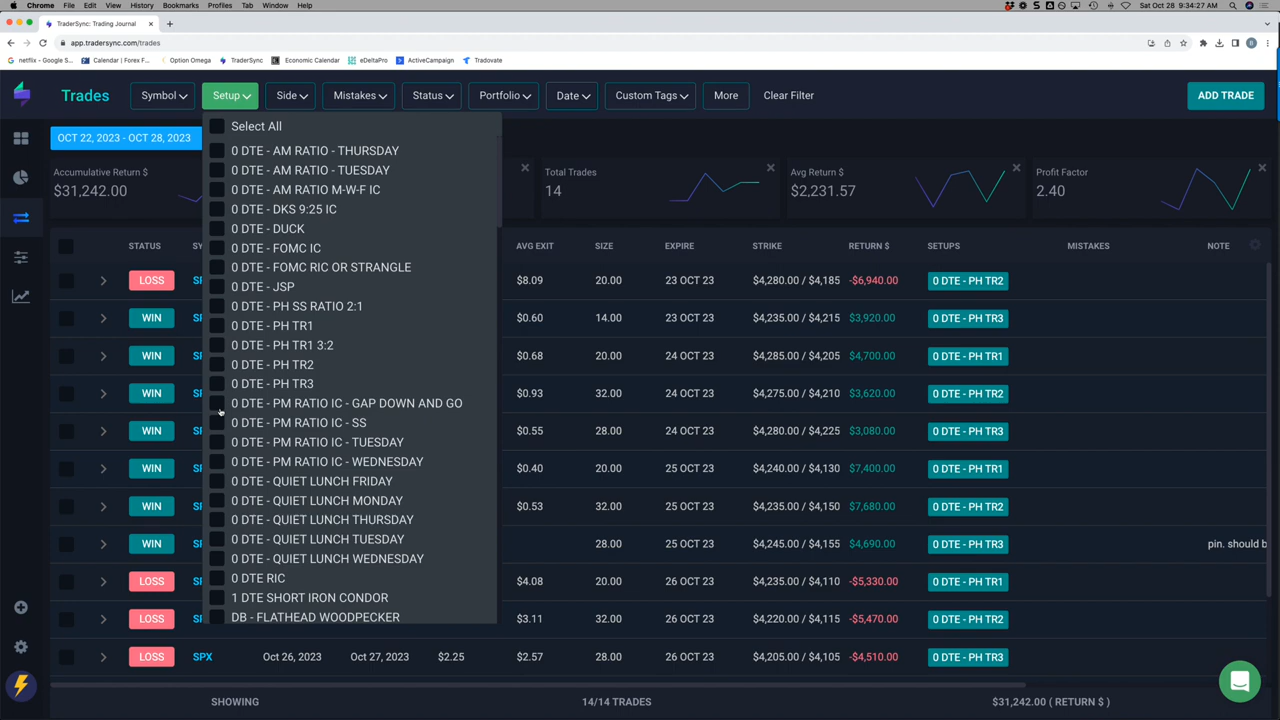 Chrome File Edit View History Bookmarks Profiles Tab Window Help Sat Oct 28 9:34:27 AM
TraderSync: Trading Journal
app.tradersync.com/trades
netflix - Google S... Calendar | Forex F... Option Omega TraderSync Economic Calendar eDeltaPro ActiveCampaign Tradovate
Trades Symbol Setup Side Mistakes Status Portfolio Date Custom Tags More Clear Filter ADD TRADE
OCT 22, 2023 - OCT 28, 2023
Select All
0 DTE - AM RATIO - THURSDAY
0 DTE - AM RATIO - TUESDAY
0 DTE - AM RATIO M-W-F IC
0 DTE - DKS 9:25 IC
0 DTE - DUCK
0 DTE - FOMC IC
0 DTE - FOMC RIC OR STRANGLE
0 DTE - JSP
0 DTE - PH SS RATIO 2:1
0 DTE - PH TR1
0 DTE - PH TR1 3:2
0 DTE - PH TR2
0 DTE - PH TR3
0 DTE - PM RATIO IC - GAP DOWN AND GO
0 DTE - PM RATIO IC - SS
0 DTE - PM RATIO IC - TUESDAY
0 DTE - PM RATIO IC - WEDNESDAY
0 DTE - QUIET LUNCH FRIDAY
0 DTE - QUIET LUNCH MONDAY
0 DTE - QUIET LUNCH THURSDAY
0 DTE - QUIET LUNCH TUESDAY
0 DTE - QUIET LUNCH WEDNESDAY
0 DTE RIC
1 DTE SHORT IRON CONDOR
DB - FLATHEAD WOODPECKER
Accumulative Return $ Total Trades Avg Return $ Profit Factor
$31,242.00 14 $2,231.57 2.40
STATUS SY AVG EXIT SIZE EXPIRE STRIKE RETURN $ SETUPS MISTAKES NOTE
LOSS SP $8.09 20.00 23 OCT 23 $4,280.00 / $4,185 -$6,940.00 0 DTE - PH TR2
WIN SP $0.60 14.00 23 OCT 23 $4,235.00 / $4,215 $3,920.00 0 DTE - PH TR3
WIN SP $0.68 20.00 24 OCT 23 $4,285.00 / $4,205 $4,700.00 0 DTE - PH TR1
WIN SP $0.93 32.00 24 OCT 23 $4,275.00 / $4,210 $3,620.00 0 DTE - PH TR2
WIN SP $0.55 28.00 24 OCT 23 $4,280.00 / $4,225 $3,080.00 0 DTE - PH TR3
WIN SP $0.40 20.00 25 OCT 23 $4,240.00 / $4,130 $7,400.00 0 DTE - PH TR1
WIN SP $0.53 32.00 25 OCT 23 $4,235.00 / $4,150 $7,680.00 0 DTE - PH TR2
WIN SP 28.00 25 OCT 23 $4,245.00 / $4,155 $4,690.00 0 DTE - PH TR3 pin. should b
LOSS SP $4.08 20.00 26 OCT 23 $4,235.00 / $4,110 -$5,330.00 0 DTE - PH TR1
LOSS SP $3.11 32.00 26 OCT 23 $4,220.00 / $4,115 -$5,470.00 0 DTE - PH TR2
LOSS SPX Oct 26, 2023 Oct 27, 2023 $2.25 $2.57 28.00 26 OCT 23 $4,205.00 / $4,105 -$4,510.00 0 DTE - PH TR3
SHOWING 14/14 TRADES $31,242.00 ( RETURN $ )